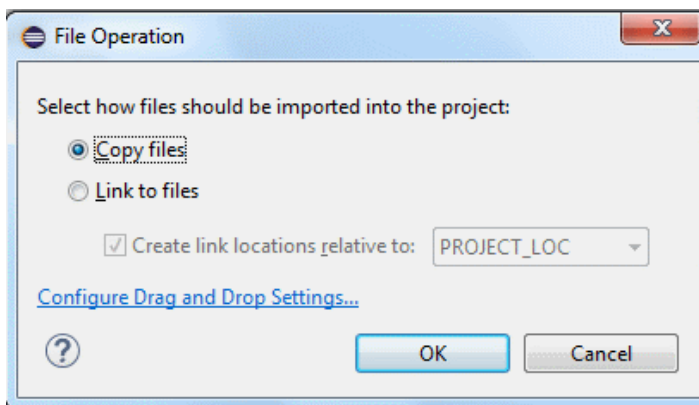 File Operation
Select how files should be imported into the project:
Copy files
Link to files
Create link locations relative to: PROJECT_LOC
Configure Drag and Drop Settings...
? OK Cancel